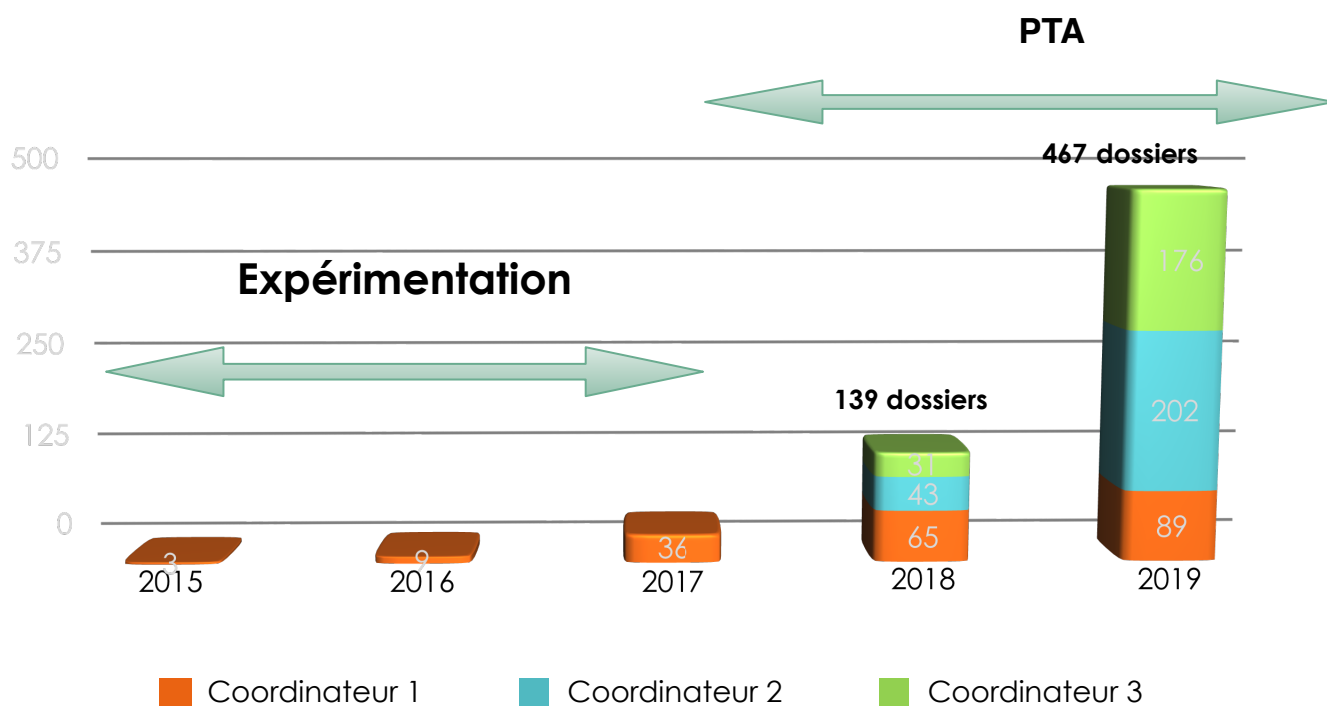 PTA
467 dossiers
500
375
176
Expérimentation
250
202
139 dossiers
125
31
43
0
3
9
36
65
89
2015
2016
2017
2018
2019
Coordinateur 1
Coordinateur 2
Coordinateur 3